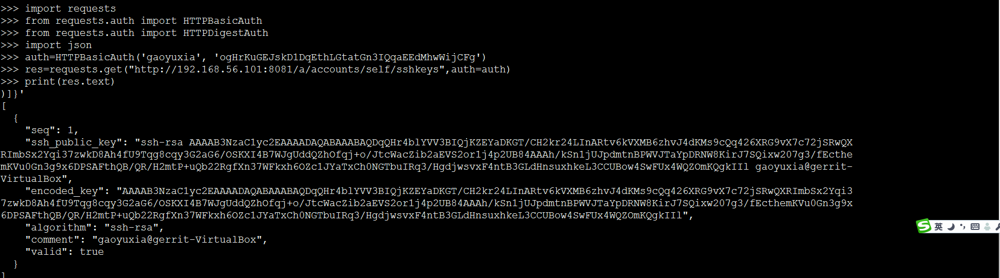 >>> import requests
>>> from requests.auth import HTTPBasicAuth
>>> from requests.auth import HTTPDigestAuth
>>> import json
>>> auth=HTTPBasicAuth('gaoyuxia', 'ogHrKuGEJskD1DqEthLGtatGn3IQqaEEdMhwWijCFg')
>>> res=requests.get("http://192.168.56.101:8081/a/accounts/self/sshkeys",auth=auth)
>>> print(res.text)
)]}'
[
  {
    "seq": 1,
    "ssh_public_key": "ssh-rsa AAAAB3NzaC1yc2EAAAADAQABAAABAQDqQHr4blYVV3BIQjKZEYaDKGT/CH2kr24LInARtv6kVXMB6zhvJ4dKMs9cQq426XRG9vX7c72jSRwQX
RImbSx2Yqi37zwkD8Ah4fU9Tqg8cqy3G2aG6/OSKXI4B7WJgUddQZhOfqj+o/JtcWacZib2aEVS2or1j4p2UB84AAAh/kSn1jUJpdmtnBPWVJTaYpDRNW8KirJ7SQixw207g3/fEcthe
mKVu0Gn3g9x6DPSAFthQB/QR/H2mtP+uQb22RgfXn37WFkxh6OZc1JYaTxCh0NGTbuIRq3/HgdjwsvxF4ntB3GLdHnsuxhkeL3CCUBow4SwFUx4WQZOmKQgkIIl gaoyuxia@gerrit-
VirtualBox",
    "encoded_key": "AAAAB3NzaC1yc2EAAAADAQABAAABAQDqQHr4blYVV3BIQjKZEYaDKGT/CH2kr24LInARtv6kVXMB6zhvJ4dKMs9cQq426XRG9vX7c72jSRwQXRImbSx2Yqi3
7zwkD8Ah4fU9Tqg8cqy3G2aG6/OSKXI4B7WJgUddQZhOfqj+o/JtcWacZib2aEVS2or1j4p2UB84AAAh/kSn1jUJpdmtnBPWVJTaYpDRNW8KirJ7SQixw207g3/fEcthemKVu0Gn3g9x
6DPSAFthQB/QR/H2mtP+uQb22RgfXn37WFkxh6OZc1JYaTxCh0NGTbuIRq3/HgdjwsvxF4ntB3GLdHnsuxhkeL3CCUBow4SwFUx4WQZOmKQgkIIl",
    "algorithm": "ssh-rsa",
    "comment": "gaoyuxia@gerrit-VirtualBox",
    "valid": true
  }
]
S 英